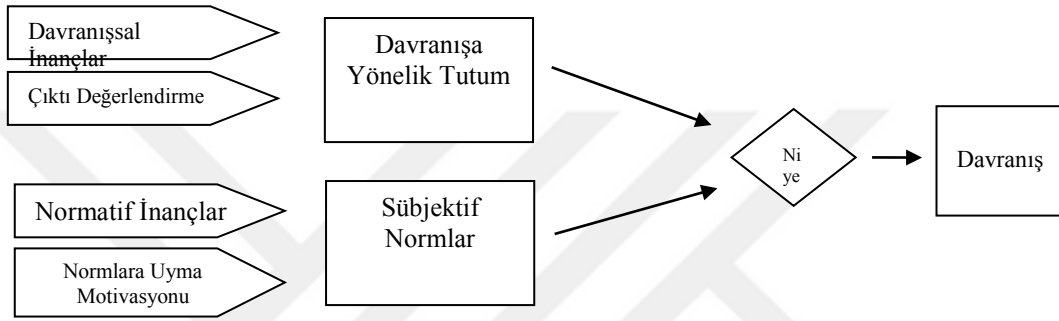 Davranışsal
İnançlar
Çıktı Değerlendirme
Davranışa
Yönelik Tutum
Normatif İnançlar
Normlara Uyma
Motivasyonu
Sübjektif
Normlar
Ni
ye
Davranış